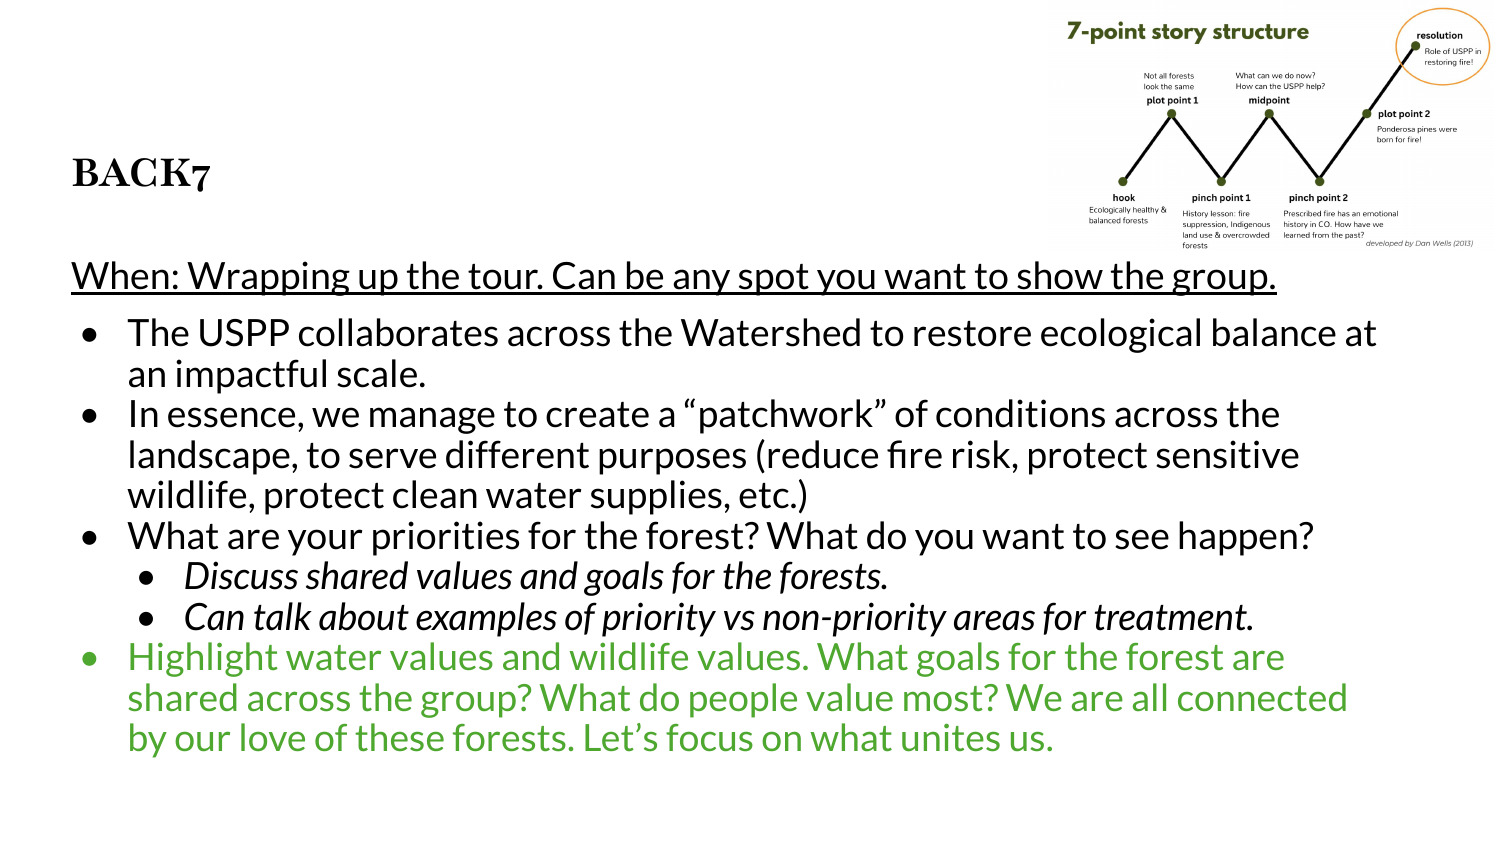 7-point story structure
resolution
Role of USPP in
restoring fire!
Not all forests
look the same
plot point 1
What can we do now?
How can the USPP help?
midpoint
plot point 2
Ponderosa pines were
born for fire!
hook
Ecologically healthy &
balanced forests
pinch point 1
History lesson: fire
suppression, Indigenous
land use & overcrowded
forests
pinch point 2
Prescribed fire has an emotional
history in CO. How have we
learned from the past?
developed by Dan Wells (2013)
BACK7
When: Wrapping up the tour. Can be any spot you want to show the group.
● The USPP collaborates across the Watershed to restore ecological balance at
an impactful scale.
● In essence, we manage to create a “patchwork” of conditions across the
landscape, to serve different purposes (reduce fire risk, protect sensitive
wildlife, protect clean water supplies, etc.)
● What are your priorities for the forest? What do you want to see happen?
● Discuss shared values and goals for the forests.
● Can talk about examples of priority vs non-priority areas for treatment.
● Highlight water values and wildlife values. What goals for the forest are
shared across the group? What do people value most? We are all connected
by our love of these forests. Let’s focus on what unites us.